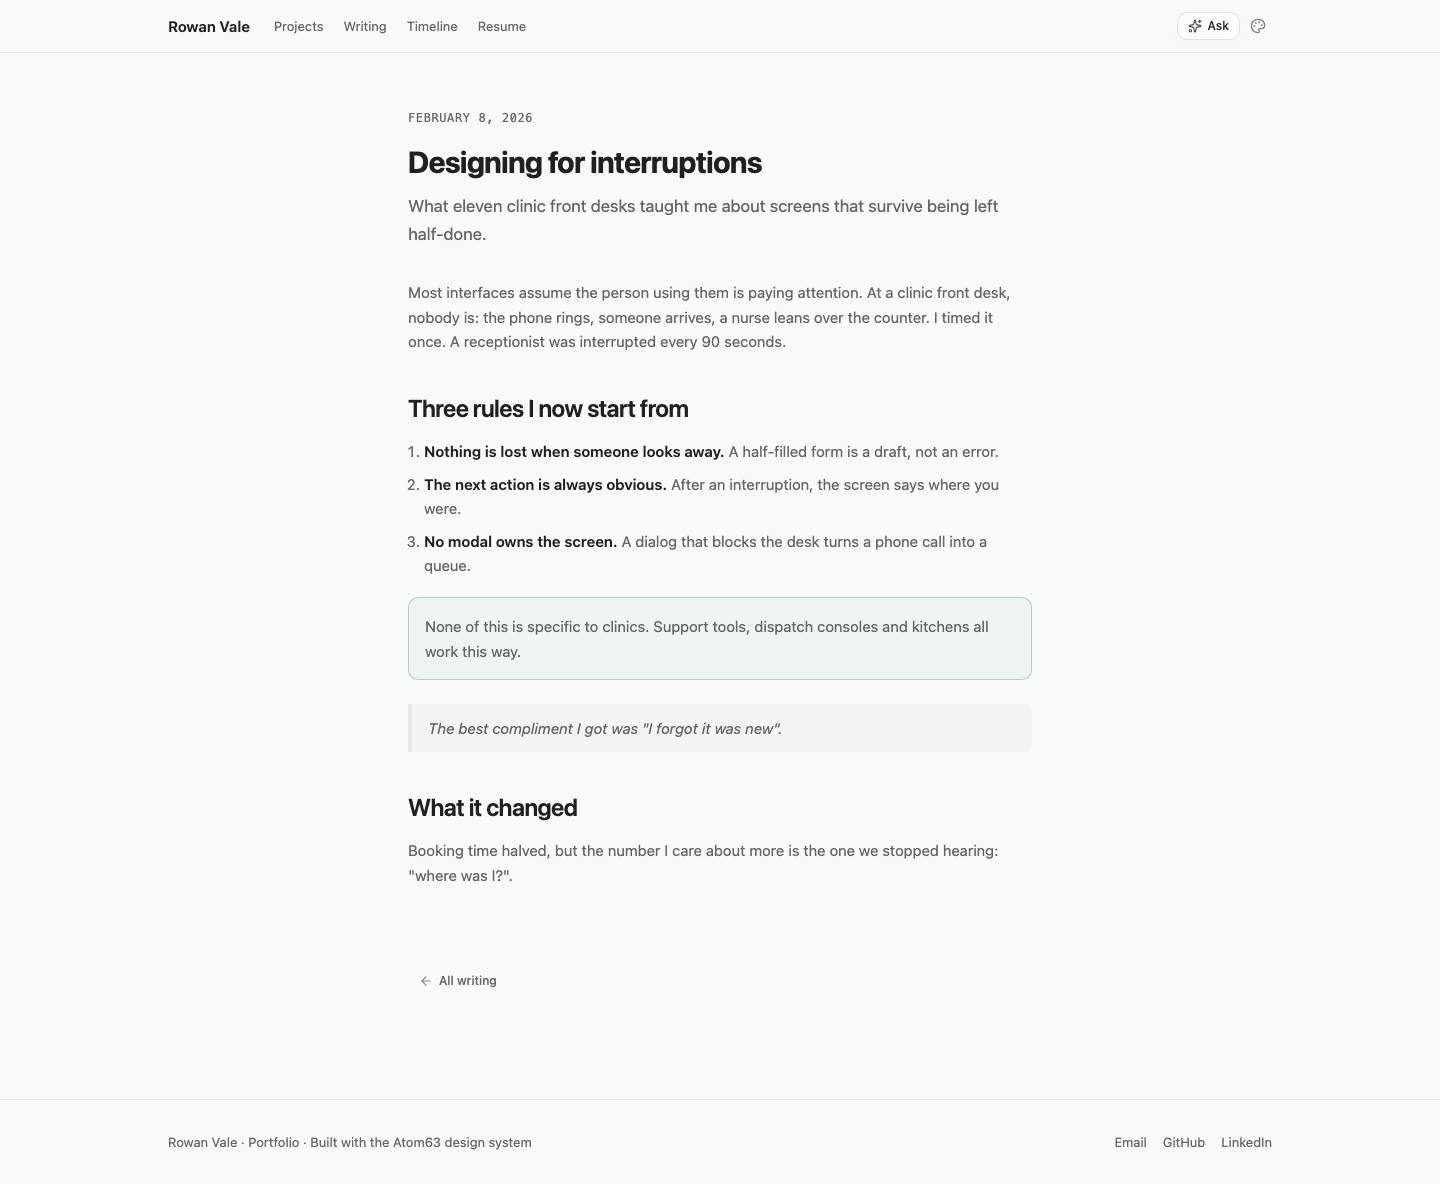 Rowan Vale Projects Writing Timeline Resume Ask
FEBRUARY 8, 2026
Designing for interruptions
What eleven clinic front desks taught me about screens that survive being left
half-done.
Most interfaces assume the person using them is paying attention. At a clinic front desk,
nobody is: the phone rings, someone arrives, a nurse leans over the counter. I timed it
once. A receptionist was interrupted every 90 seconds.
Three rules I now start from
1. Nothing is lost when someone looks away. A half-filled form is a draft, not an error.
2. The next action is always obvious. After an interruption, the screen says where you
were.
3. No modal owns the screen. A dialog that blocks the desk turns a phone call into a
queue.
None of this is specific to clinics. Support tools, dispatch consoles and kitchens all
work this way.
The best compliment I got was "I forgot it was new".
What it changed
Booking time halved, but the number I care about more is the one we stopped hearing:
"where was I?".
← All writing
Rowan Vale · Portfolio · Built with the Atom63 design system Email GitHub LinkedIn